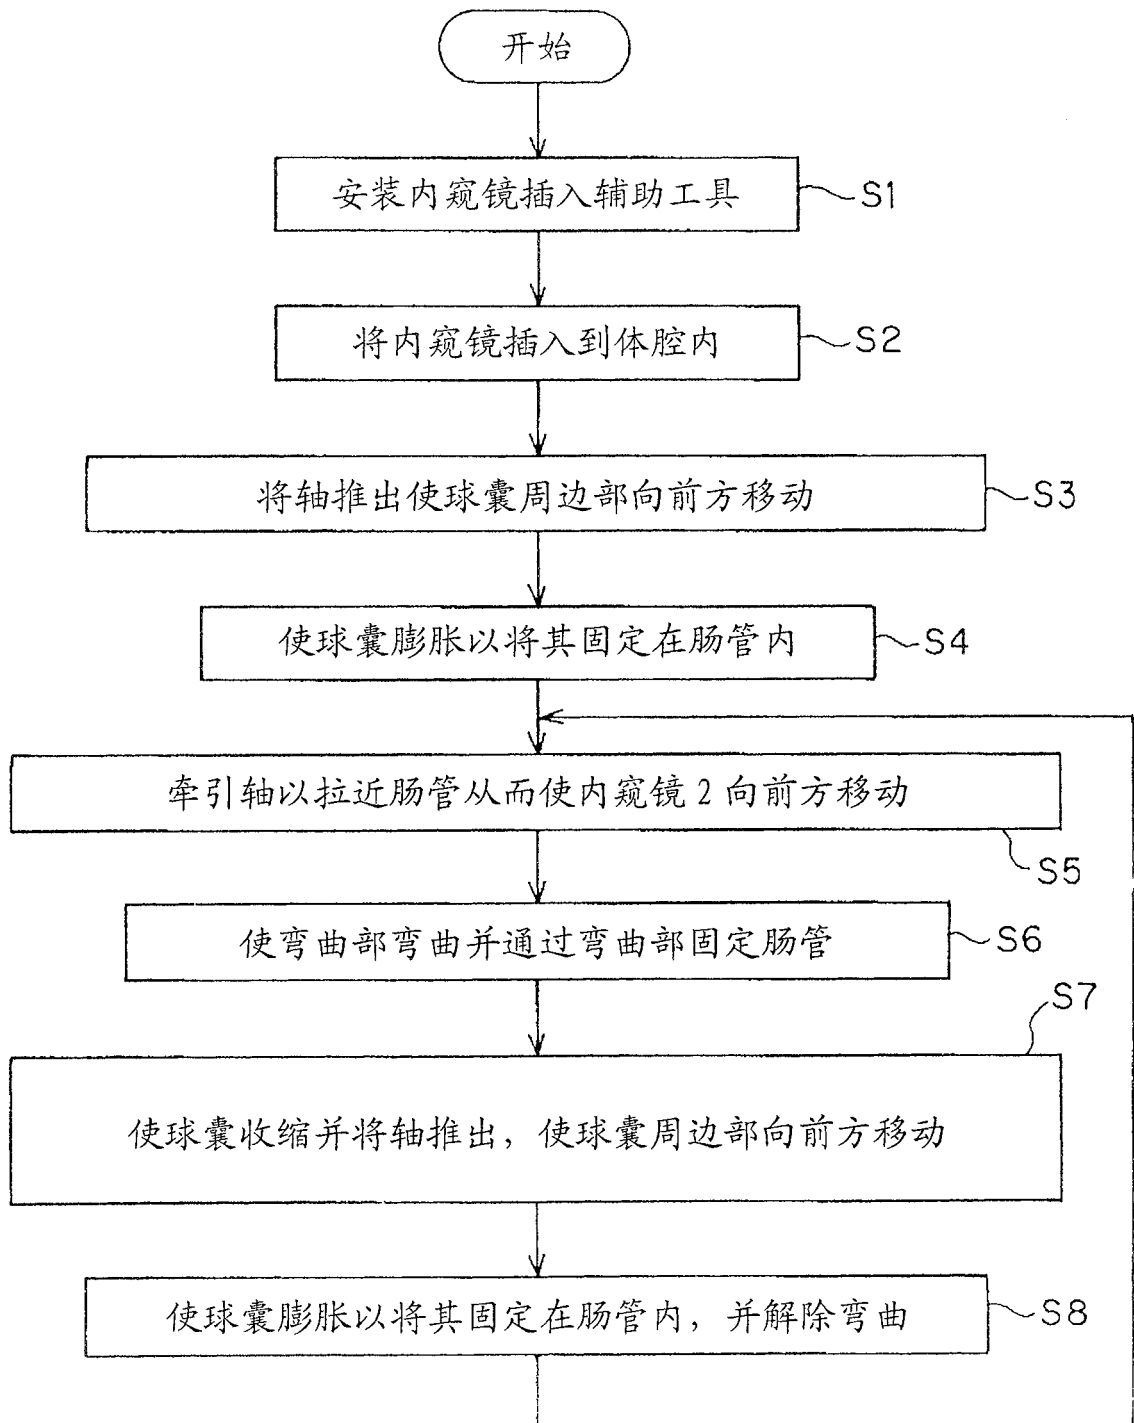 开始
安装内窥镜插入辅助工具
S1
将内窥镜插入到体腔内
S2
将轴推出使球囊周边部向前方移动
S3
使球囊膨胀以将其固定在肠管内
S4
牵引轴以拉近肠管从而使内窥镜2向前方移动
S5
使弯曲部弯曲并通过弯曲部固定肠管
S6
S7
使球囊收缩并将轴推出，使球囊周边部向前方移动
使球囊膨胀以将其固定在肠管内，并解除弯曲
S8